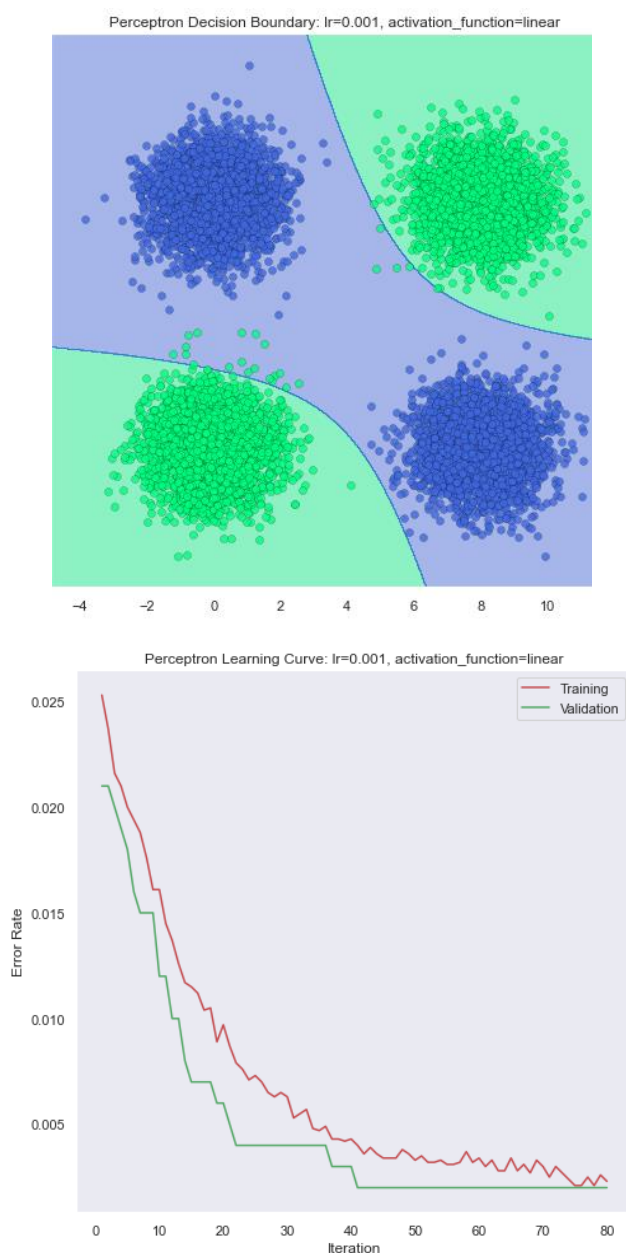 Perceptron Decision Boundary: lr=0.001, activation_function=linear
−4 −2 0 2 4 6 8 10
Perceptron Learning Curve: lr=0.001, activation_function=linear
Training
Validation
0.025
0.020
0.015
0.010
0.005
Error Rate
0 10 20 30 40 50 60 70 80
Iteration